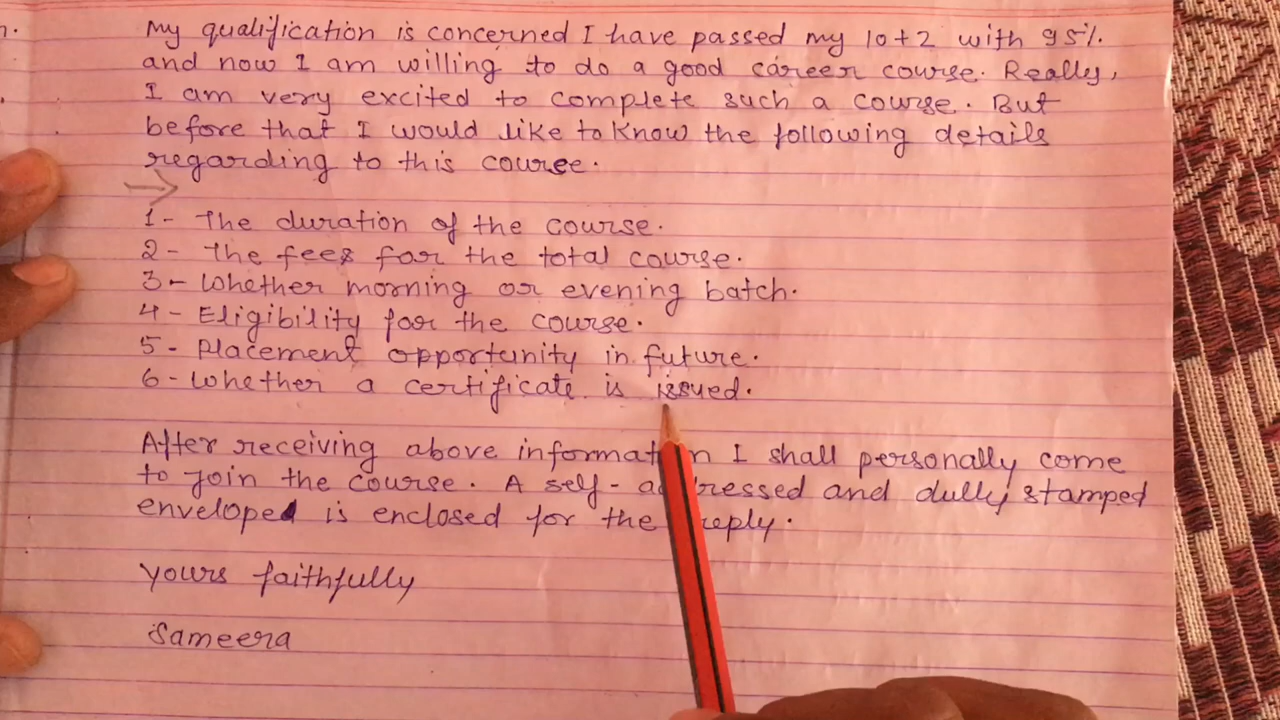 My qualification is concerned I have passed my 10+2 with 95%.
and now I am willing to do a good career course. Really,
I am very excited to complete such a course. But
before that I would like to know the following details
regarding to this course.
→
1- The duration of the course.
2- The fees for the total course.
3- Whether morning or evening batch.
4- Eligibility for the course.
5- Placement opportunity in future.
6- Whether a certificate is issued.
After receiving above information I shall personally come
to join the course. A self-addressed and dully stamped
enveloped is enclosed for the reply.
Yours faithfully
Sameera